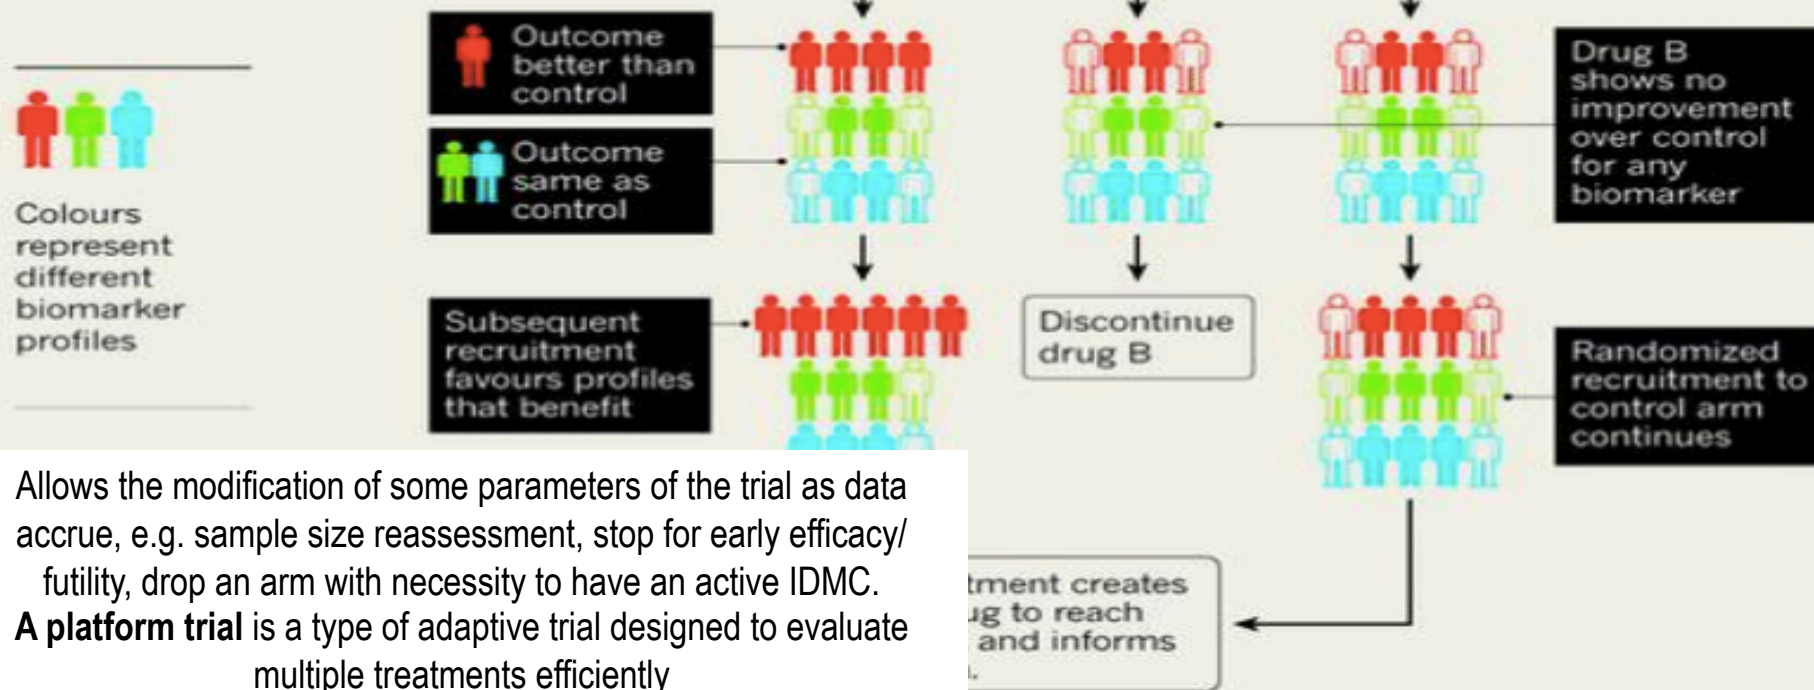 Outcome
better than
control
Outcome
same as
control
Drug B
shows no
improvement
over control
for any
biomarker
Colours
represent
different
biomarker
profiles
Subsequent
recruitment
favours profiles
that benefit
Discontinue
drug B
Randomized
recruitment to
control arm
continues
Allows the modification of some parameters of the trial as data
accrue, e.g. sample size reassessment, stop for early efficacy/
futility, drop an arm with necessity to have an active IDMC.
A platform trial is a type of adaptive trial designed to evaluate
multiple treatments efficiently
tment creates
ug to reach
and informs